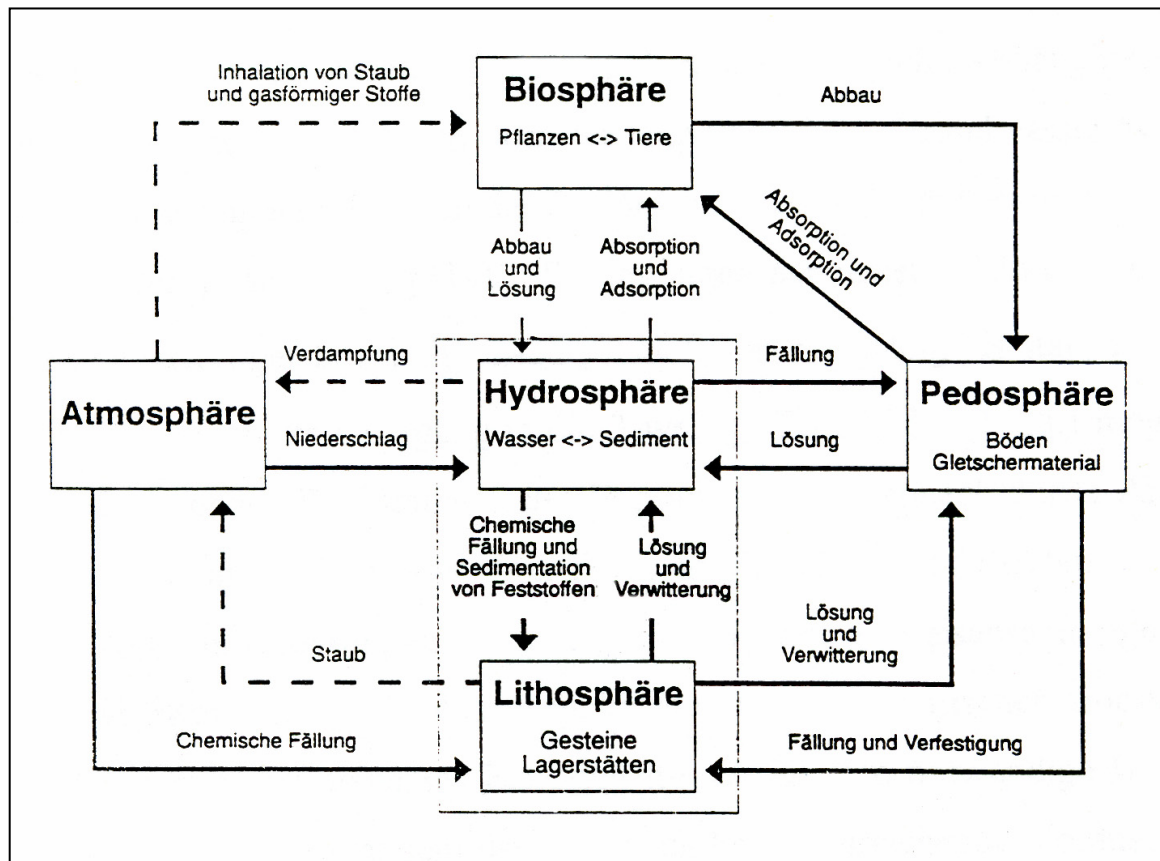 Inhalation von Staub
und gasförmiger Stoffe
Biosphäre
Pflanzen <-> Tiere
Abbau
Abbau
und
Lösung
Absorption
und
Adsorption
Absorption und
Adsorption
Atmosphäre
Verdampfung
Niederschlag
Hydrosphäre
Wasser <-> Sediment
Fällung
Lösung
Pedosphäre
Böden
Gletschermaterial
Chemische
Fällung und
Sedimentation
von Feststoffen
Lösung
und
Verwitterung
Lösung
und
Verwitterung
Staub
Lithosphäre
Gesteine
Lagerstätten
Chemische Fällung
Fällung und Verfestigung